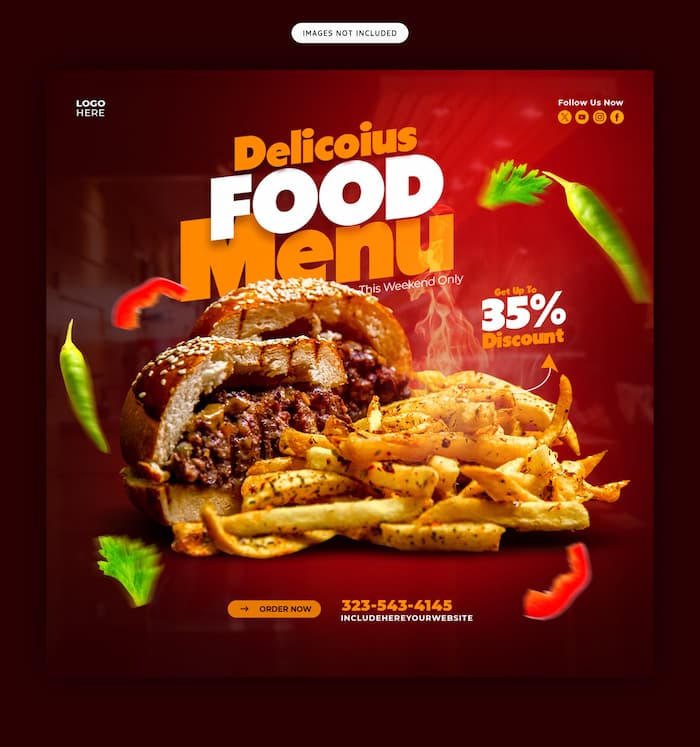 IMAGES NOT INCLUDED
LOGO
HERE
Follow Us Now
Delicoius
FOOD
Menu
This Weekend Only
Get Up To
35%
Discount
ORDER NOW
323-543-4145
INCLUDEHEREYOURWEBSITE